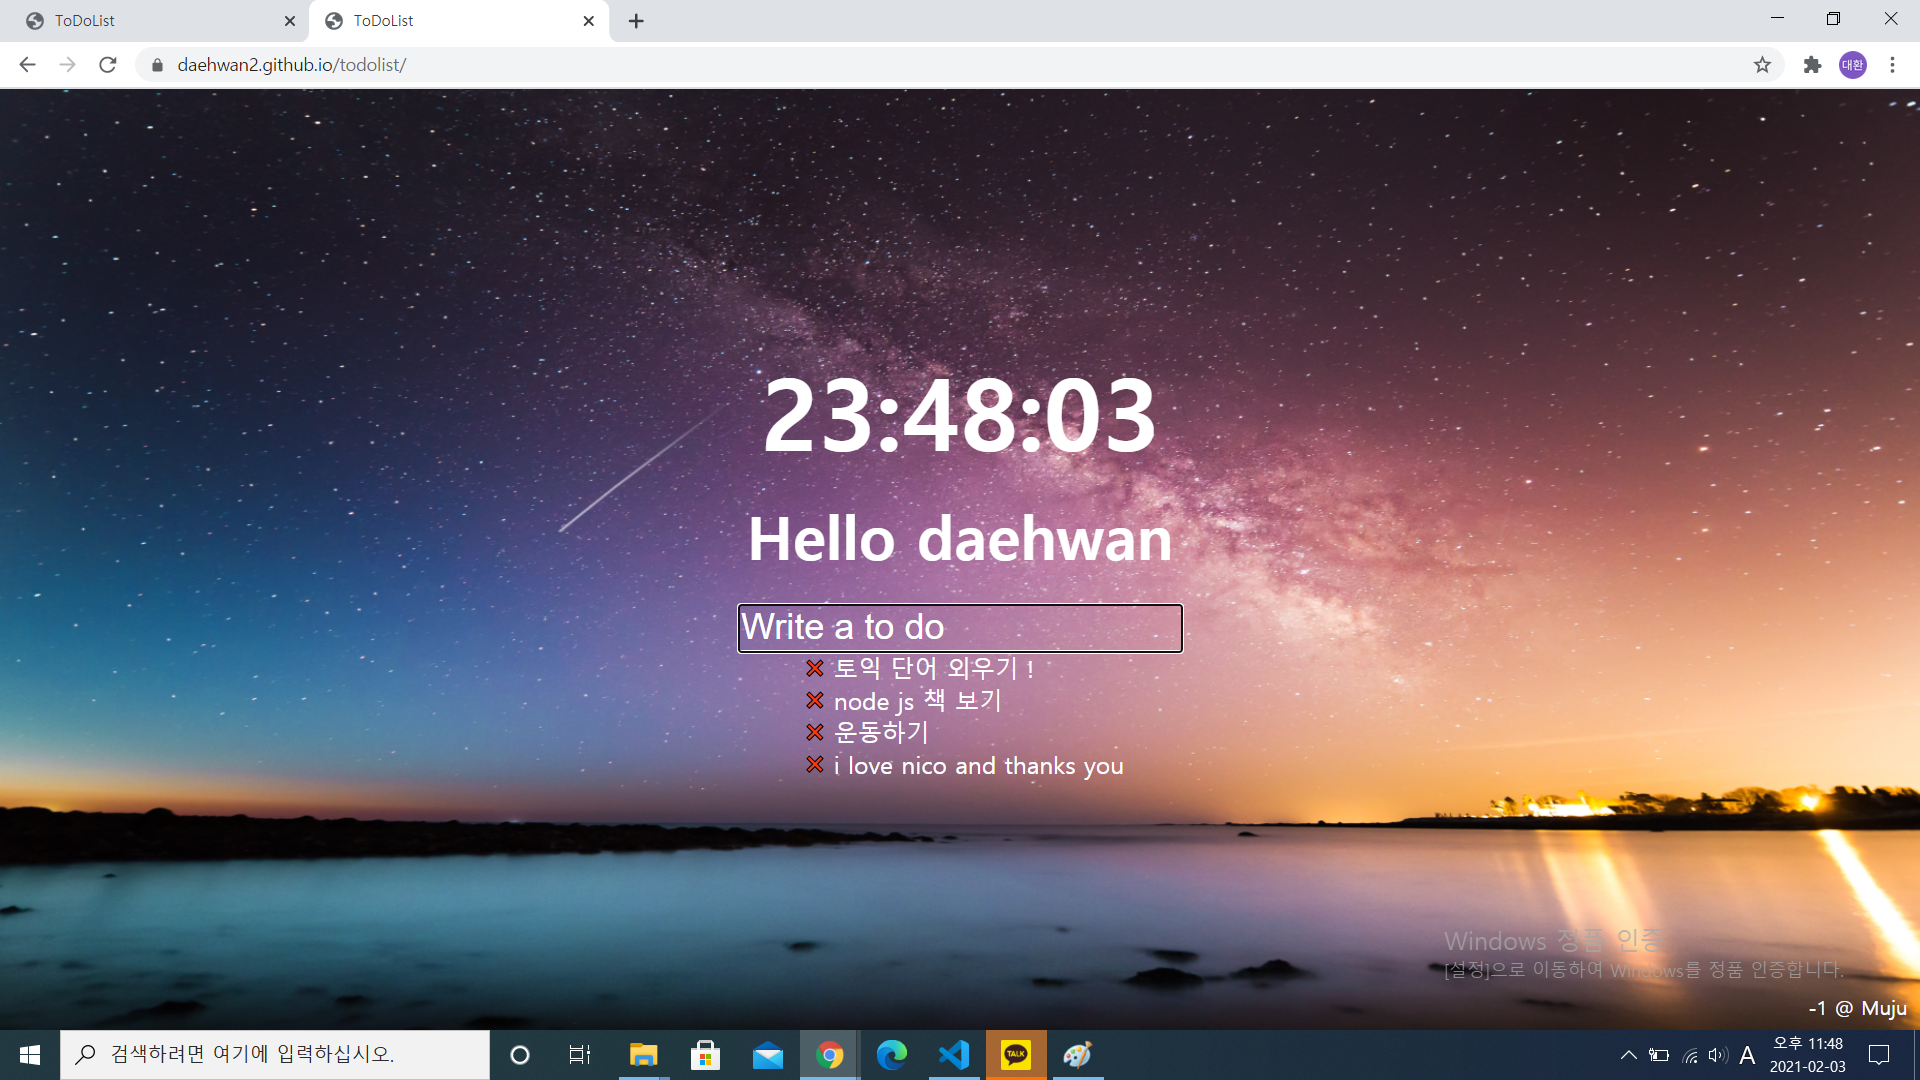 ToDoList
ToDoList
daehwan2.github.io/todolist/
대환
23:48:03
Hello daehwan
Write a to do
토익 단어 외우기 !
node js 책 보기
운동하기
i love nico and thanks you
Windows 정품 인증
[설정]으로 이동하여 Windows를 정품 인증합니다.
-1 @ Muju
검색하려면 여기에 입력하십시오.
TALK
A
오후 11:48
2021-02-03